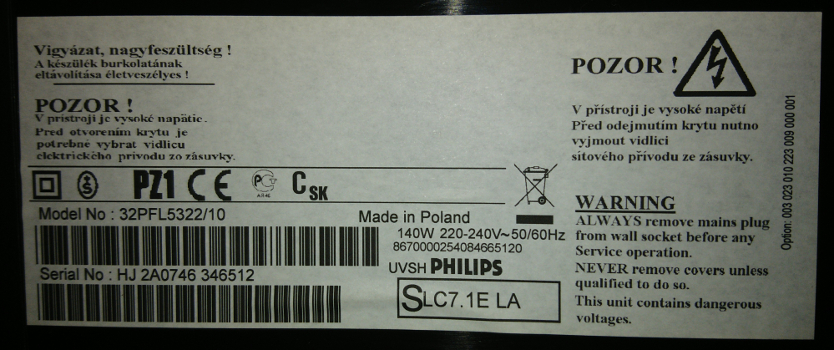 Vigyázat, nagyfeszültség !
A készülék burkolatának
eltávolítása életveszélyes !
POZOR !
V prístroji je vysoké napätie.
Pred otvorením krytu je
potrebné vybrat vidlicu
elektrického prívodu zo zásuvky.
POZOR !
V přístroji je vysoké napětí
Před odejmutím krytu nutno
vyjmout vidlici
síťového přívodu ze zásuvky.
PZ1 CE
C SK
Model No : 32PFL5322/10
Made in Poland
140W 220-240V~50/60Hz
8670000254084665120
Serial No : HJ 2A0746 346512
UVSH PHILIPS
SLC7.1E LA
WARNING
ALWAYS remove mains plug
from wall socket before any
Service operation.
NEVER remove covers unless
qualified to do so.
This unit contains dangerous
voltages.
Option: 003 023 010 223 009 000 001